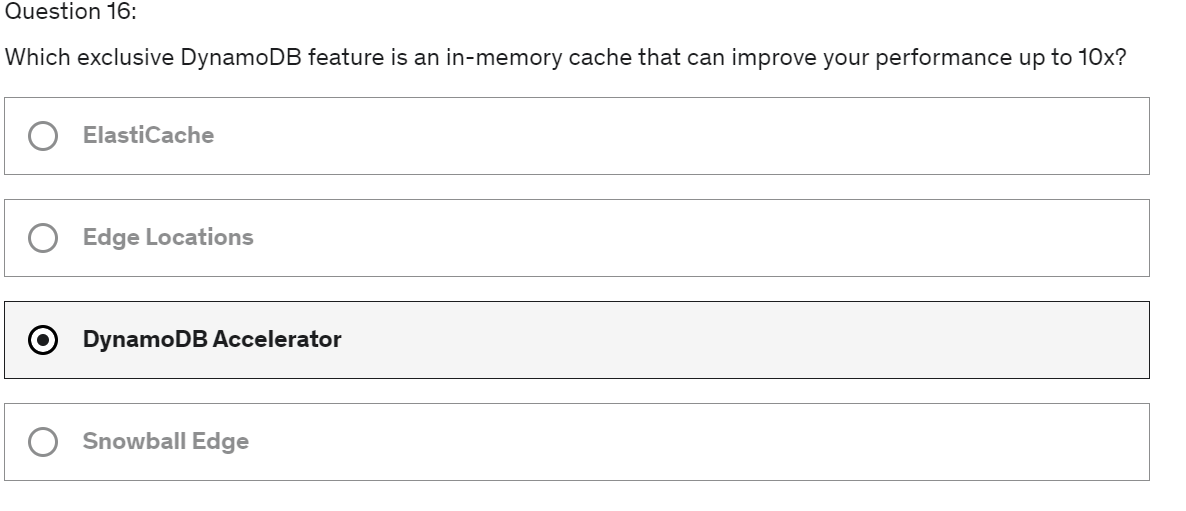 Question 16:
Which exclusive DynamoDB feature is an in-memory cache that can improve your performance up to 10x?
ElastiCache
Edge Locations
DynamoDB Accelerator
Snowball Edge